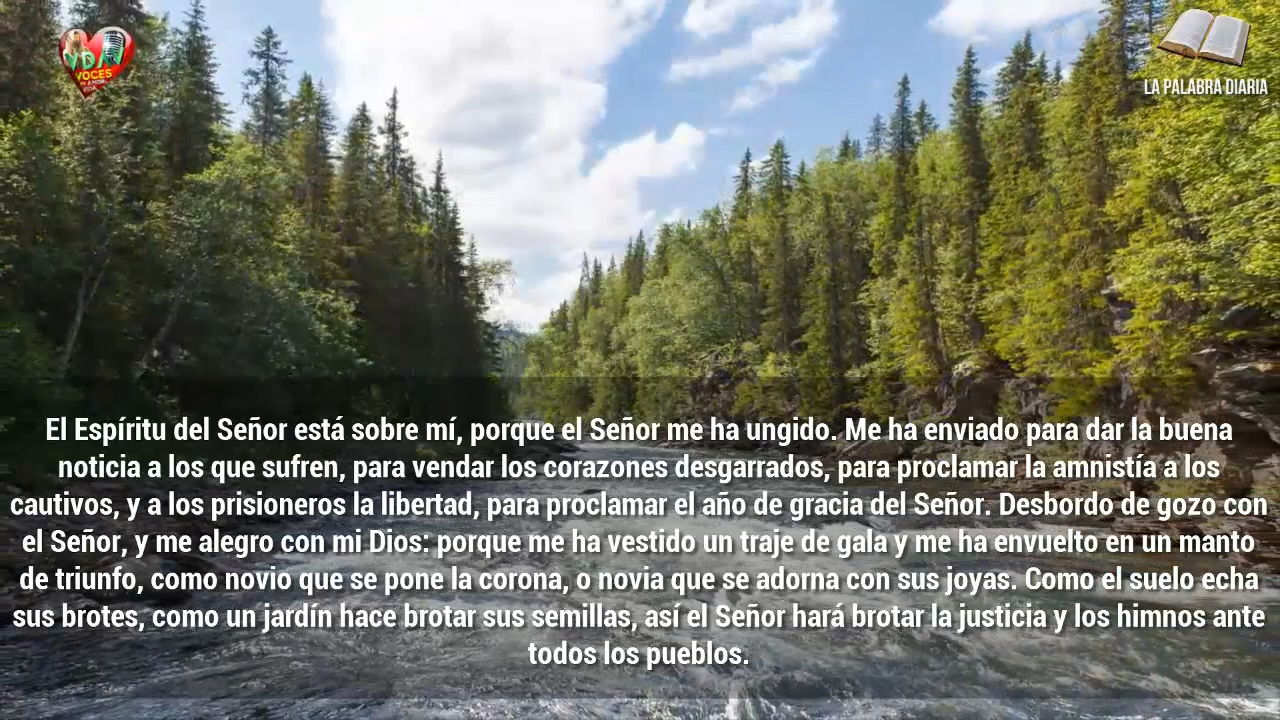 VDA
VOCES
DE AMOR
VIDA
LA PALABRA DIARIA
El Espíritu del Señor está sobre mí, porque el Señor me ha ungido. Me ha enviado para dar la buena
noticia a los que sufren, para vendar los corazones desgarrados, para proclamar la amnistía a los
cautivos, y a los prisioneros la libertad, para proclamar el año de gracia del Señor. Desbordo de gozo con
el Señor, y me alegro con mi Dios: porque me ha vestido un traje de gala y me ha envuelto en un manto
de triunfo, como novio que se pone la corona, o novia que se adorna con sus joyas. Como el suelo echa
sus brotes, como un jardín hace brotar sus semillas, así el Señor hará brotar la justicia y los himnos ante
todos los pueblos.